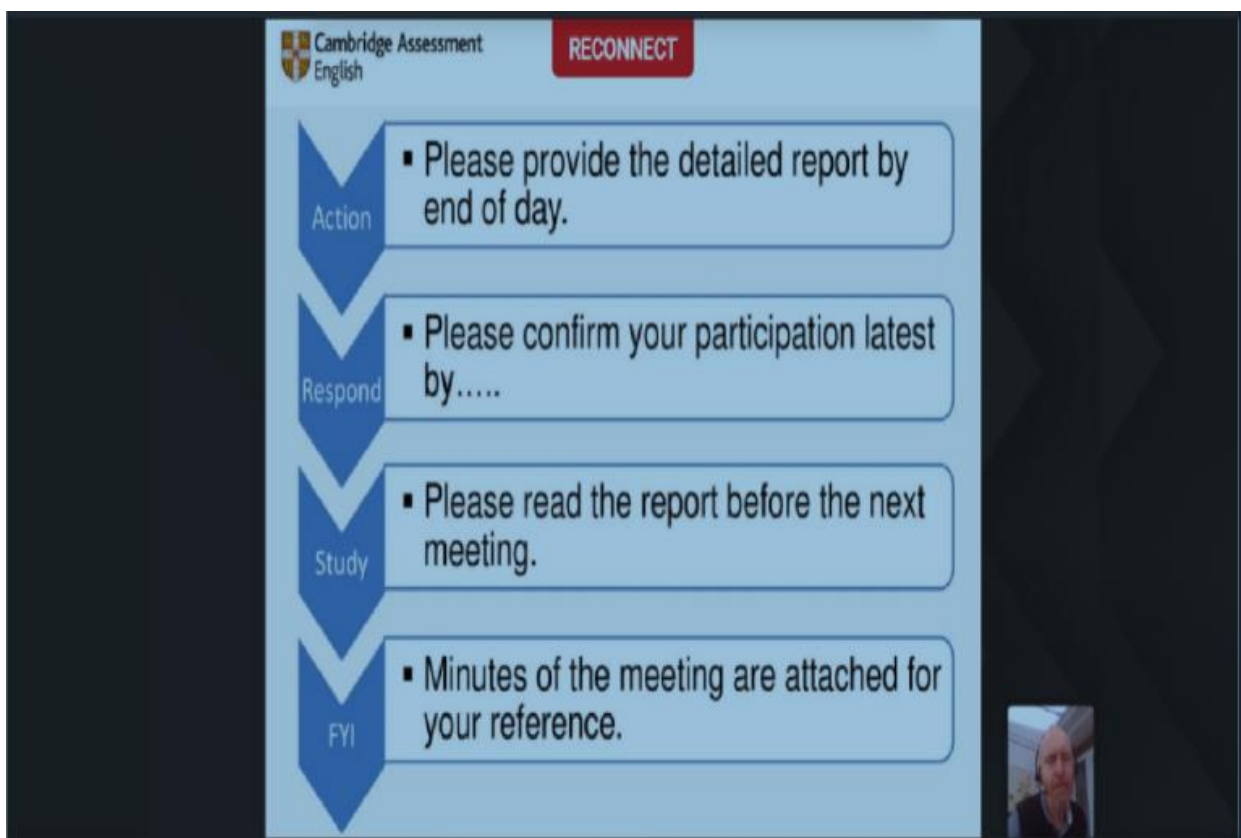 Cambridge Assessment
English
RECONNECT
Action
▪ Please provide the detailed report by
end of day.
Respond
▪ Please confirm your participation latest
by.....
Study
▪ Please read the report before the next
meeting.
FYI
▪ Minutes of the meeting are attached for
your reference.